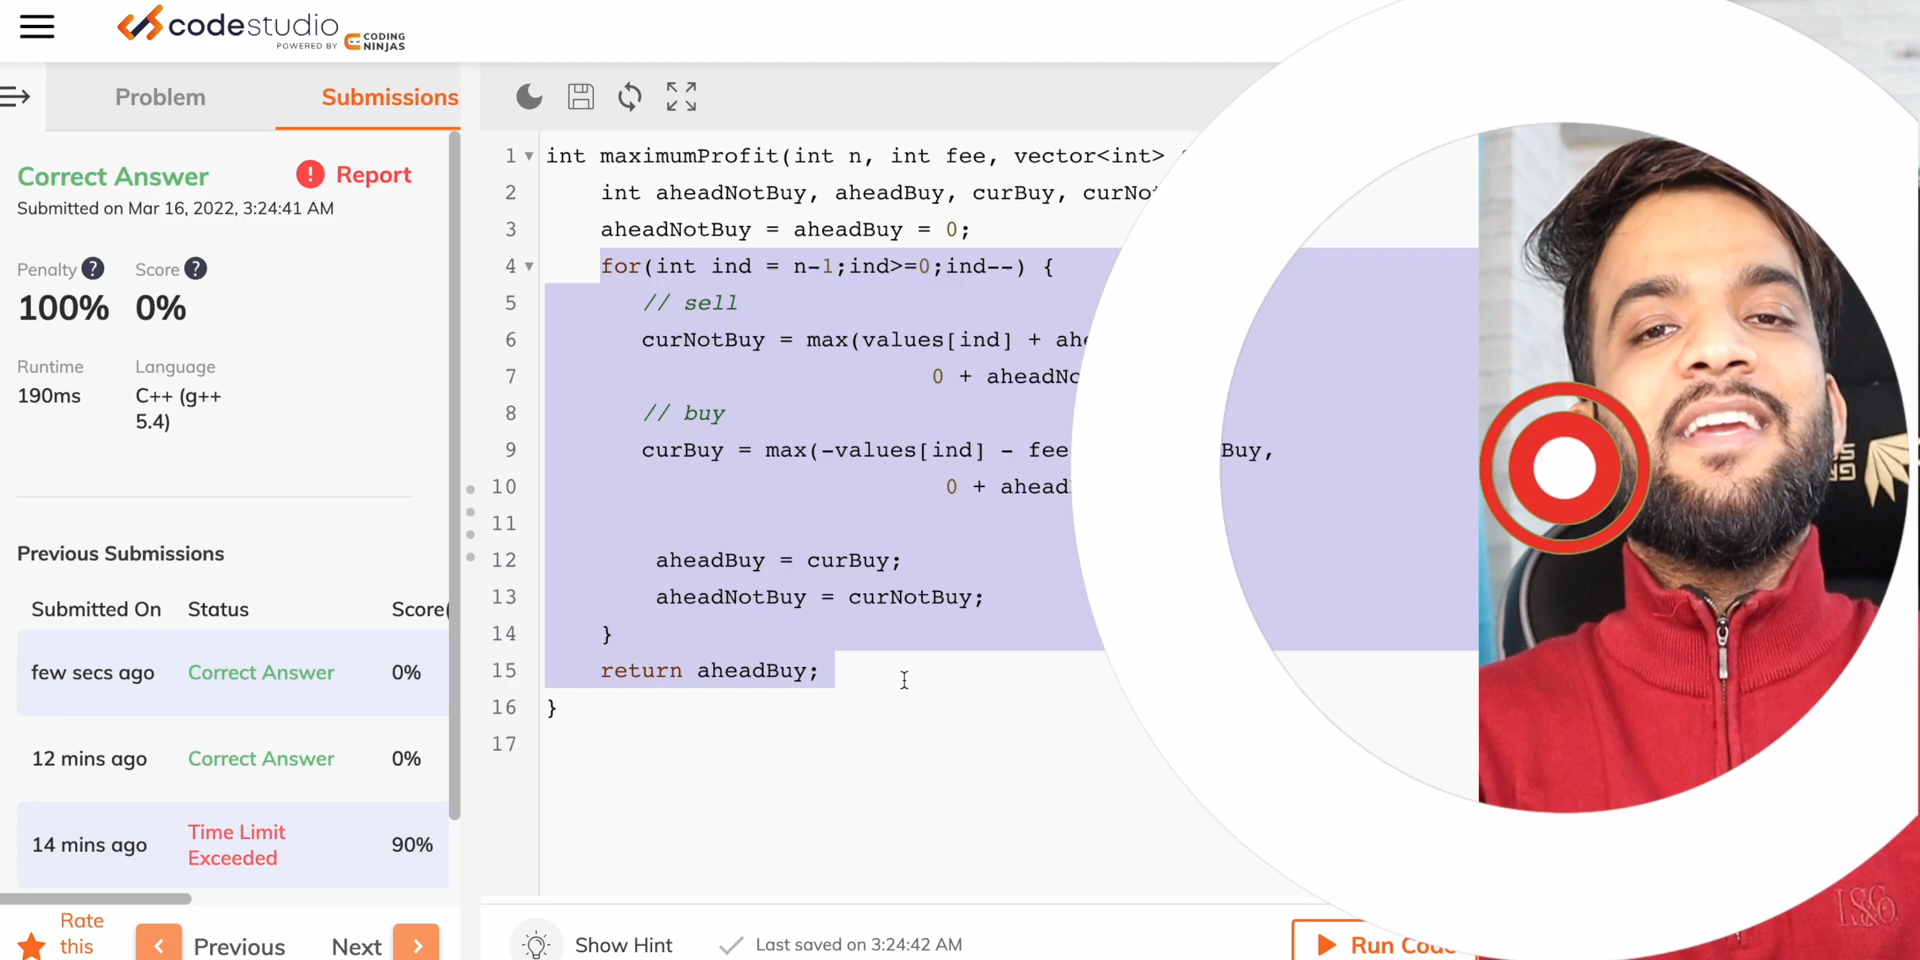 codestudio
POWERED BY CODING NINJAS
Problem Submissions
Correct Answer
Report
Submitted on Mar 16, 2022, 3:24:41 AM
Penalty ? Score ?
100% 0%
Runtime Language
190ms C++ (g++
5.4)
Previous Submissions
Submitted On Status Score(
few secs ago Correct Answer 0%
12 mins ago Correct Answer 0%
14 mins ago Time Limit Exceeded 90%
Rate this
Previous Next
1 int maximumProfit(int n, int fee, vector<int>
2 int aheadNotBuy, aheadBuy, curBuy,
3 aheadNotBuy = aheadBuy = 0;
4 for(int ind = n-1;ind>=0;ind--) {
5 // sell
6 curNotBuy = max(values[ind] +
7 0 +
8 // buy
9 curBuy = max(-values[ind] - fee Buy,
10 0 + ahead
11
12 aheadBuy = curBuy;
13 aheadNotBuy = curNotBuy;
14 }
15 return aheadBuy;
16 }
17
Show Hint
Last saved on 3:24:42 AM
Run Code